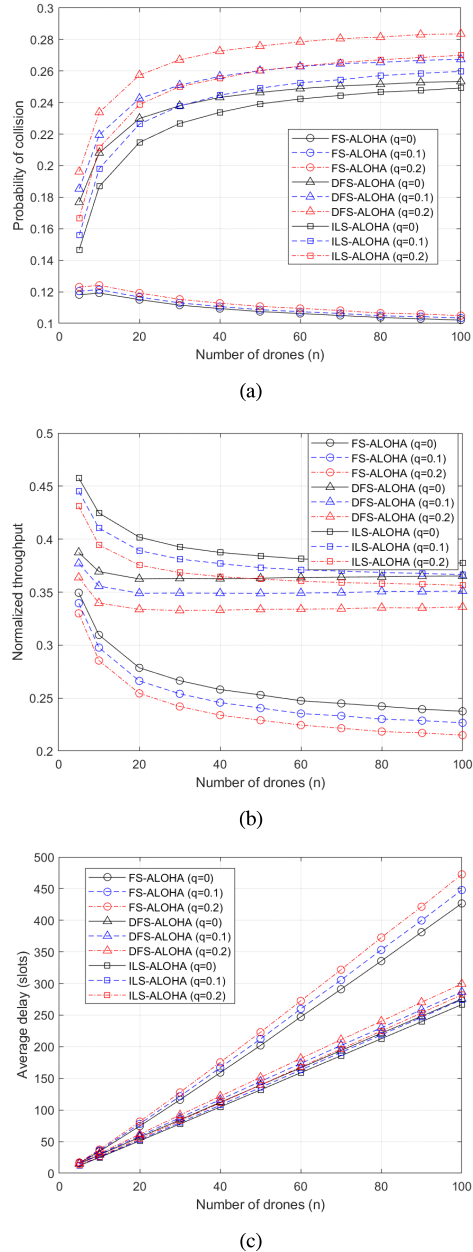 0.3
0.28
0.26
0.24
0.22
0.2
0.18
0.16
0.14
0.12
0.1
Probability of collision
FS-ALOHA (q=0)
FS-ALOHA (q=0.1)
FS-ALOHA (q=0.2)
DFS-ALOHA (q=0)
DFS-ALOHA (q=0.1)
DFS-ALOHA (q=0.2)
ILS-ALOHA (q=0)
ILS-ALOHA (q=0.1)
ILS-ALOHA (q=0.2)
0 20 40 60 80 100
Number of drones (n)
(a)
0.5
0.45
0.4
0.35
0.3
0.25
0.2
Normalized throughput
FS-ALOHA (q=0)
FS-ALOHA (q=0.1)
FS-ALOHA (q=0.2)
DFS-ALOHA (q=0)
DFS-ALOHA (q=0.1)
DFS-ALOHA (q=0.2)
ILS-ALOHA (q=0)
ILS-ALOHA (q=0.1)
ILS-ALOHA (q=0.2)
0 20 40 60 80 100
Number of drones (n)
(b)
500
450
400
350
300
250
200
150
100
50
0
Average delay (slots)
FS-ALOHA (q=0)
FS-ALOHA (q=0.1)
FS-ALOHA (q=0.2)
DFS-ALOHA (q=0)
DFS-ALOHA (q=0.1)
DFS-ALOHA (q=0.2)
ILS-ALOHA (q=0)
ILS-ALOHA (q=0.1)
ILS-ALOHA (q=0.2)
0 20 40 60 80 100
Number of drones (n)
(c)